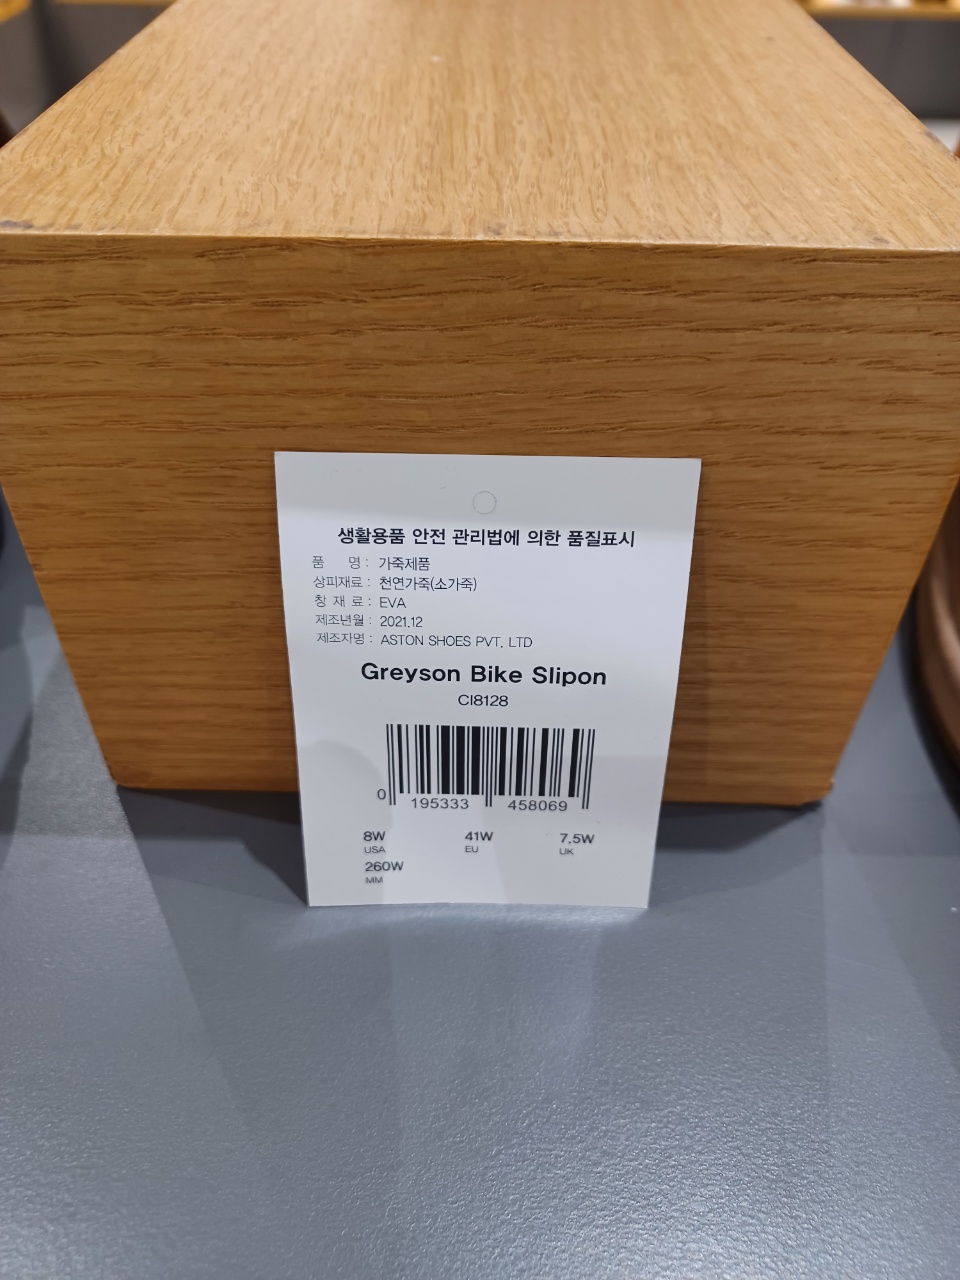 생활용품 안전 관리법에 의한 품질표시
품 명 : 가죽제품
상피재료 : 천연가죽(소가죽)
창 재 료 : EVA
제조년월 : 2021.12
제조자명 : ASTON SHOES PVT. LTD
Greyson Bike Slipon
CI8128
0 195333 458069
8W 41W 7.5W
USA EU UK
260W
MM